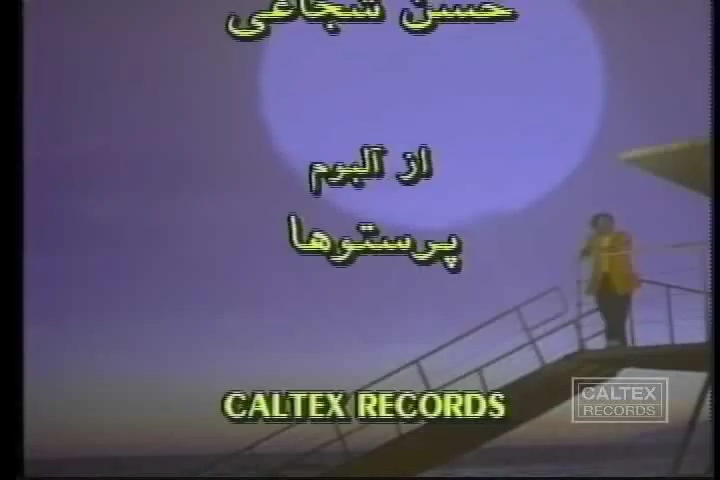 حسن شجاعی
از آلبوم
پرستوها
CALTEX RECORDS
CALTEX
RECORDS